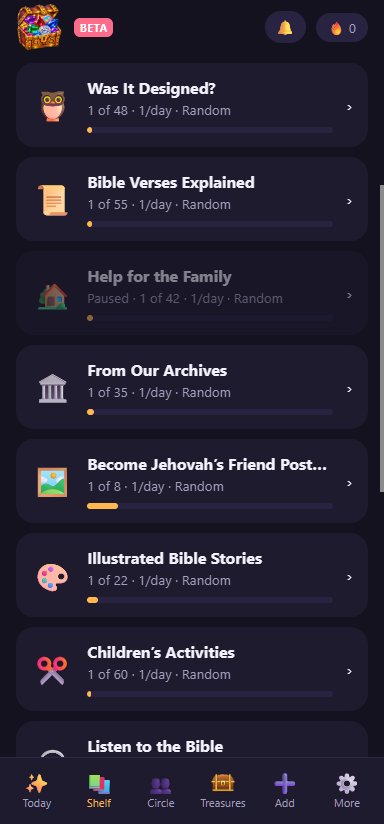 BETA
0
Was It Designed?
1 of 48 · 1/day · Random
Bible Verses Explained
1 of 55 · 1/day · Random
Help for the Family
Paused · 1 of 42 · 1/day · Random
From Our Archives
1 of 35 · 1/day · Random
Become Jehovah’s Friend Post…
1 of 8 · 1/day · Random
Illustrated Bible Stories
1 of 22 · 1/day · Random
Children’s Activities
1 of 60 · 1/day · Random
Listen to the Bible
Today
Shelf
Circle
Treasures
Add
More